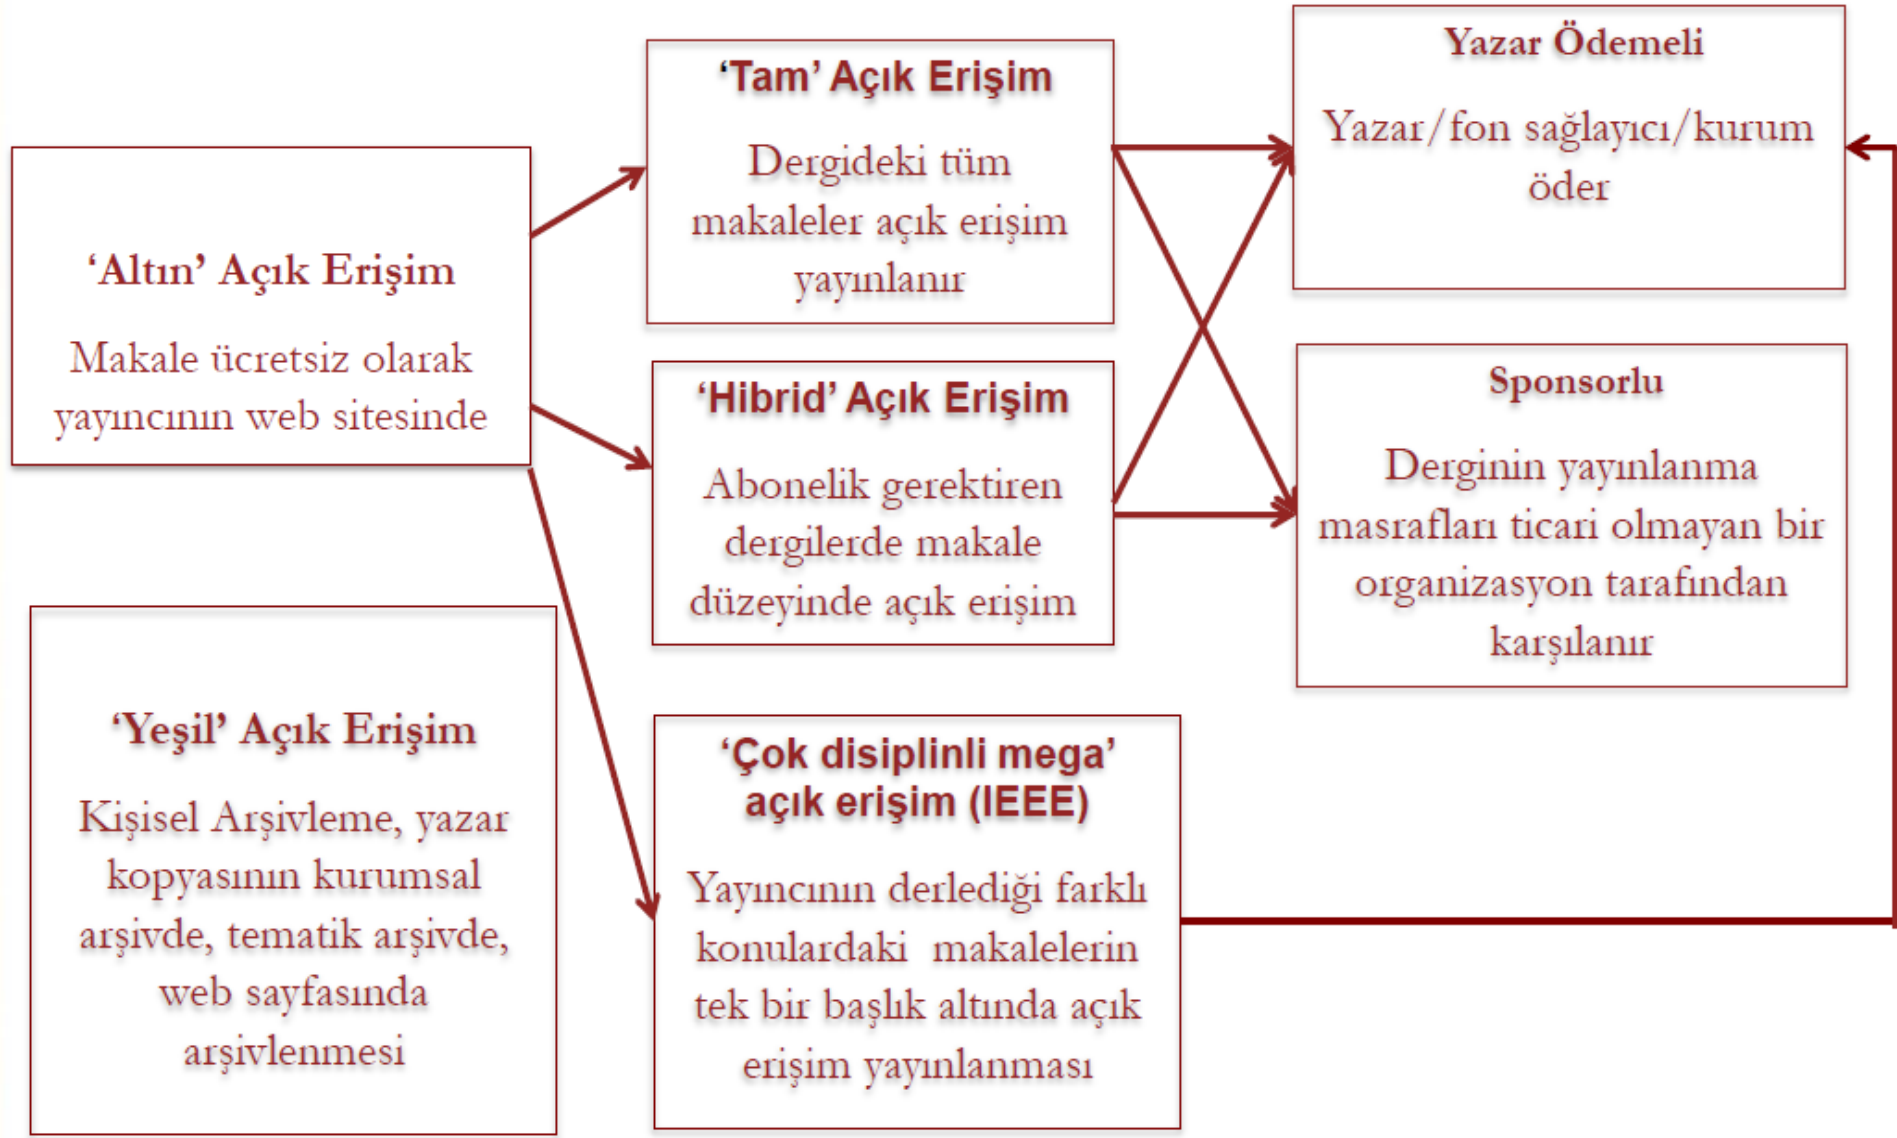 ‘Altın’ Açık Erişim
Makale ücretsiz olarak
yayıncının web sitesinde
‘Yeşil’ Açık Erişim
Kişisel Arşivleme, yazar
kopyasının kurumsal
arşivde, tematik arşivde,
web sayfasında
arşivlenmesi
‘Tam’ Açık Erişim
Dergideki tüm
makaleler açık erişim
yayınlanır
‘Hibrid’ Açık Erişim
Abonelik gerektiren
dergilerde makale
düzeyinde açık erişim
‘Çok disiplinli mega’
açık erişim (IEEE)
Yayıncının derlediği farklı
konulardaki makalelerin
tek bir başlık altında açık
erişim yayınlanması
Yazar Ödemeli
Yazar/fon sağlayıcı/kurum
öder
Sponsorlu
Derginin yayınlanma
masrafları ticari olmayan bir
organizasyon tarafından
karşılanır